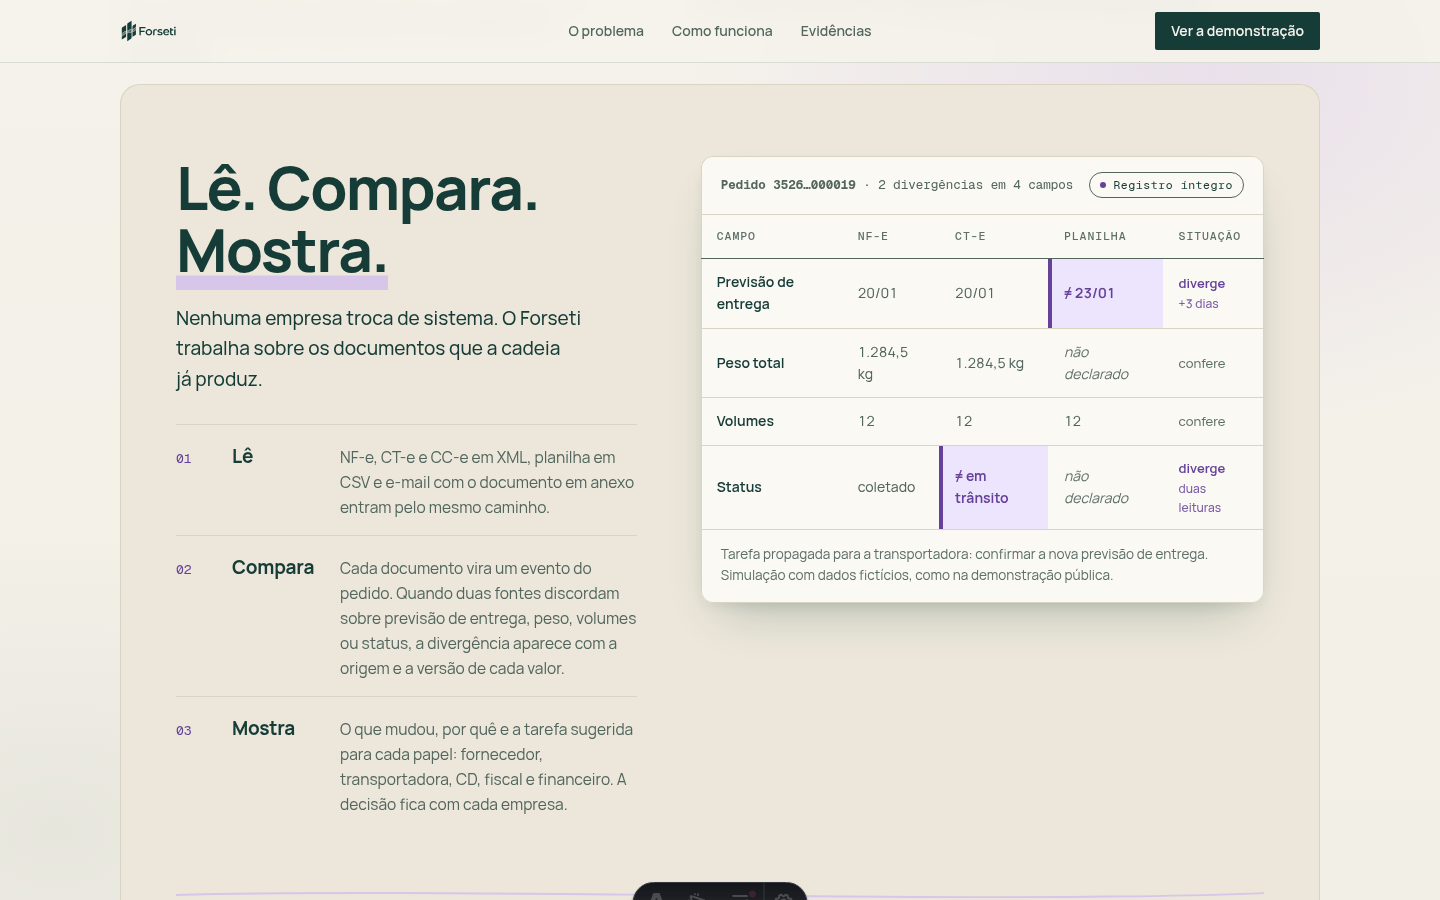 Forseti
O problema
Como funciona
Evidências
Ver a demonstração
Lê. Compara.
Mostra.
Nenhuma empresa troca de sistema. O Forseti
trabalha sobre os documentos que a cadeia
já produz.
01
Lê
NF-e, CT-e e CC-e em XML, planilha em
CSV e e-mail com o documento em anexo
entram pelo mesmo caminho.
02
Compara
Cada documento vira um evento do
pedido. Quando duas fontes discordam
sobre previsão de entrega, peso, volumes
ou status, a divergência aparece com a
origem e a versão de cada valor.
03
Mostra
O que mudou, por quê e a tarefa sugerida
para cada papel: fornecedor,
transportadora, CD, fiscal e financeiro. A
decisão fica com cada empresa.
Pedido 3526…000019 · 2 divergências em 4 campos
Registro íntegro
CAMPO NF-E CT-E PLANILHA SITUAÇÃO
Previsão de
entrega
20/01
20/01
≠ 23/01
diverge
+3 dias
Peso total
1.284,5
kg
1.284,5 kg
não
declarado
confere
Volumes
12
12
12
confere
Status
coletado
≠ em
trânsito
não
declarado
diverge
duas
leituras
Tarefa propagada para a transportadora: confirmar a nova previsão de entrega.
Simulação com dados fictícios, como na demonstração pública.